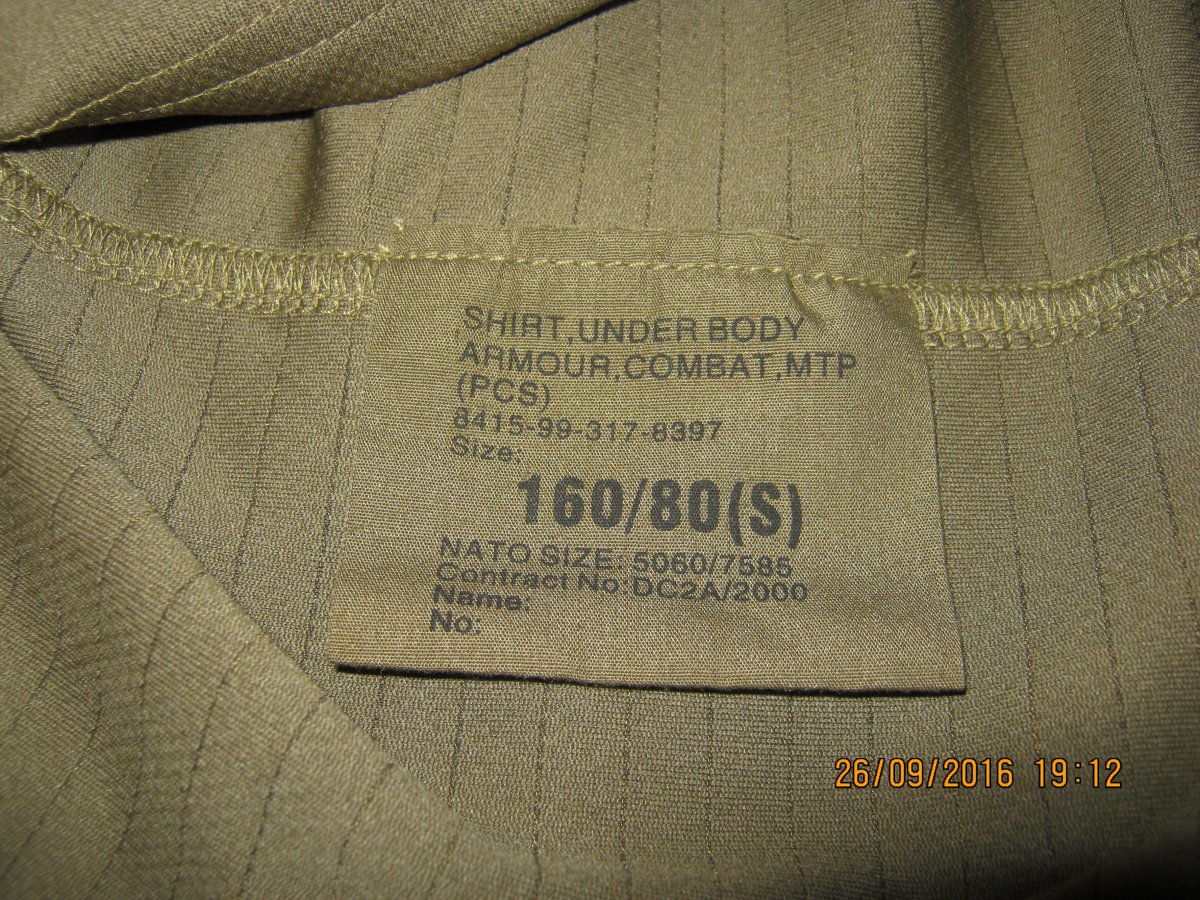 SHIRT,UNDER BODY
ARMOUR,COMBAT,MTP
(PCS)
8415-99-317-8397
Size:
160/80(S)
NATO SIZE: 5060/7585
Contract No:DC2A/2000
Name:
No:
26/09/2016 19:12